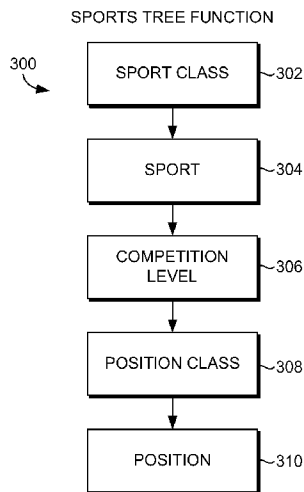 SPORTS TREE FUNCTION
300
SPORT CLASS
302
SPORT
304
COMPETITION
LEVEL
306
POSITION CLASS
308
POSITION
310